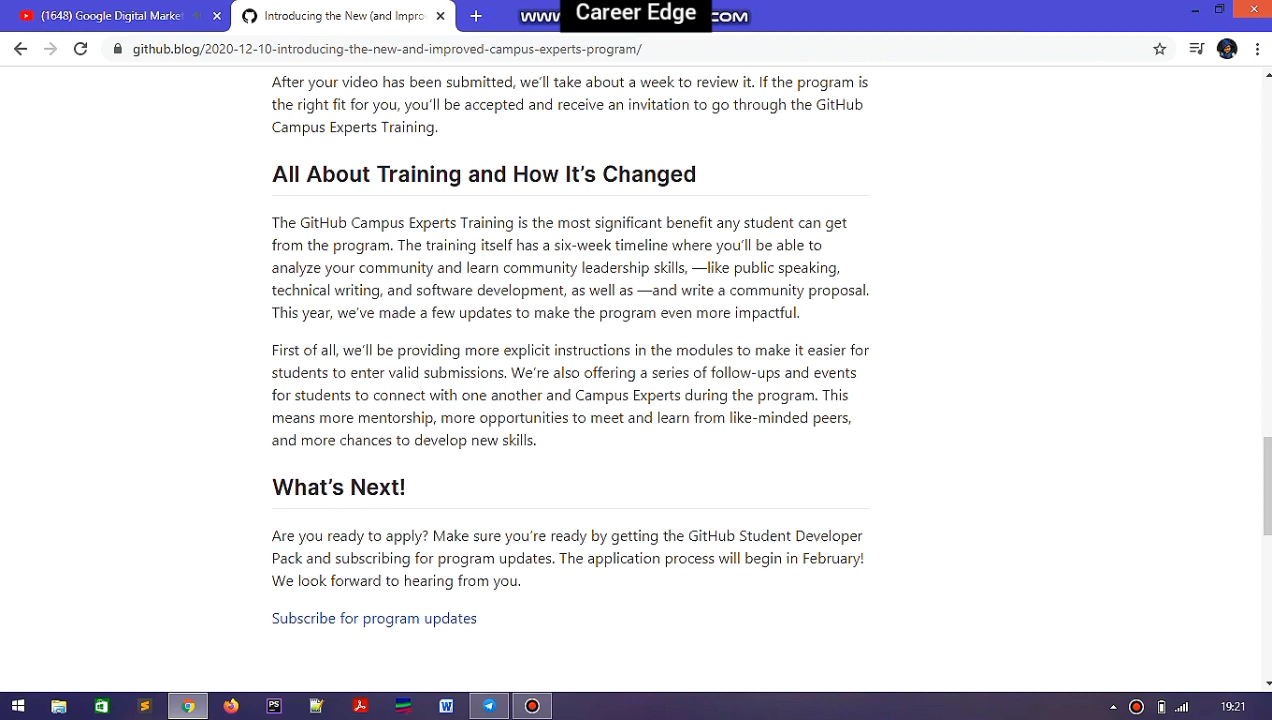 (1648) Google Digital Market
Introducing the New (and Impro
www
Career Edge
.COM
github.blog/2020-12-10-introducing-the-new-and-improved-campus-experts-program/
After your video has been submitted, we’ll take about a week to review it. If the program is
the right fit for you, you’ll be accepted and receive an invitation to go through the GitHub
Campus Experts Training.
All About Training and How It’s Changed
The GitHub Campus Experts Training is the most significant benefit any student can get
from the program. The training itself has a six-week timeline where you’ll be able to
analyze your community and learn community leadership skills, —like public speaking,
technical writing, and software development, as well as —and write a community proposal.
This year, we’ve made a few updates to make the program even more impactful.
First of all, we’ll be providing more explicit instructions in the modules to make it easier for
students to enter valid submissions. We’re also offering a series of follow-ups and events
for students to connect with one another and Campus Experts during the program. This
means more mentorship, more opportunities to meet and learn from like-minded peers,
and more chances to develop new skills.
What’s Next!
Are you ready to apply? Make sure you’re ready by getting the GitHub Student Developer
Pack and subscribing for program updates. The application process will begin in February!
We look forward to hearing from you.
Subscribe for program updates
PS
W
19:21